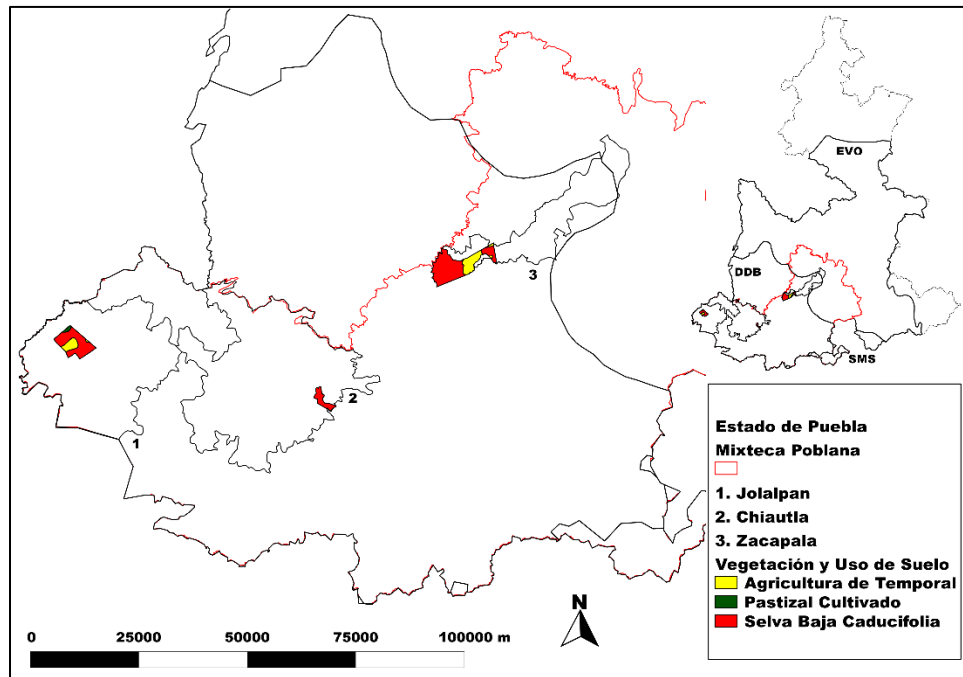 EVO
DDB
SMS
3
2
1
Estado de Puebla
Mixteca Poblana
1. Jolalpan
2. Chiautla
3. Zacapala
Vegetación y Uso de Suelo
Agricultura de Temporal
Pastizal Cultivado
Selva Baja Caducifolia
N
0 25000 50000 75000 100000 m